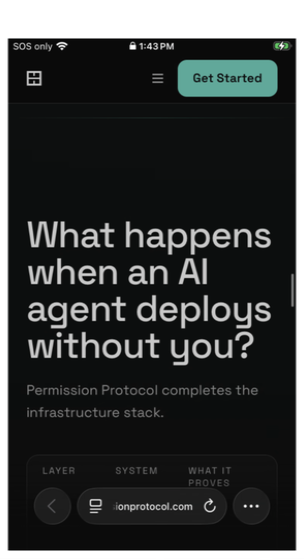 SOS only 1:43 PM
Get Started
What happens
when an AI
agent deploys
without you?
Permission Protocol completes the
infrastructure stack.
LAYER SYSTEM WHAT IT
PROVES
ionprotocol.com